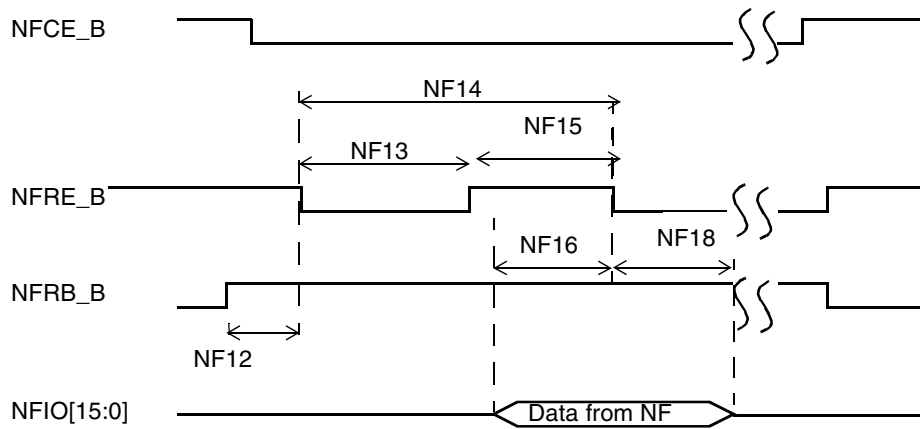 NFCE_B
NF14
NF15
NF13
NFRE_B
NF16
NF18
NFRB_B
NF12
NFIO[15:0]
Data from NF